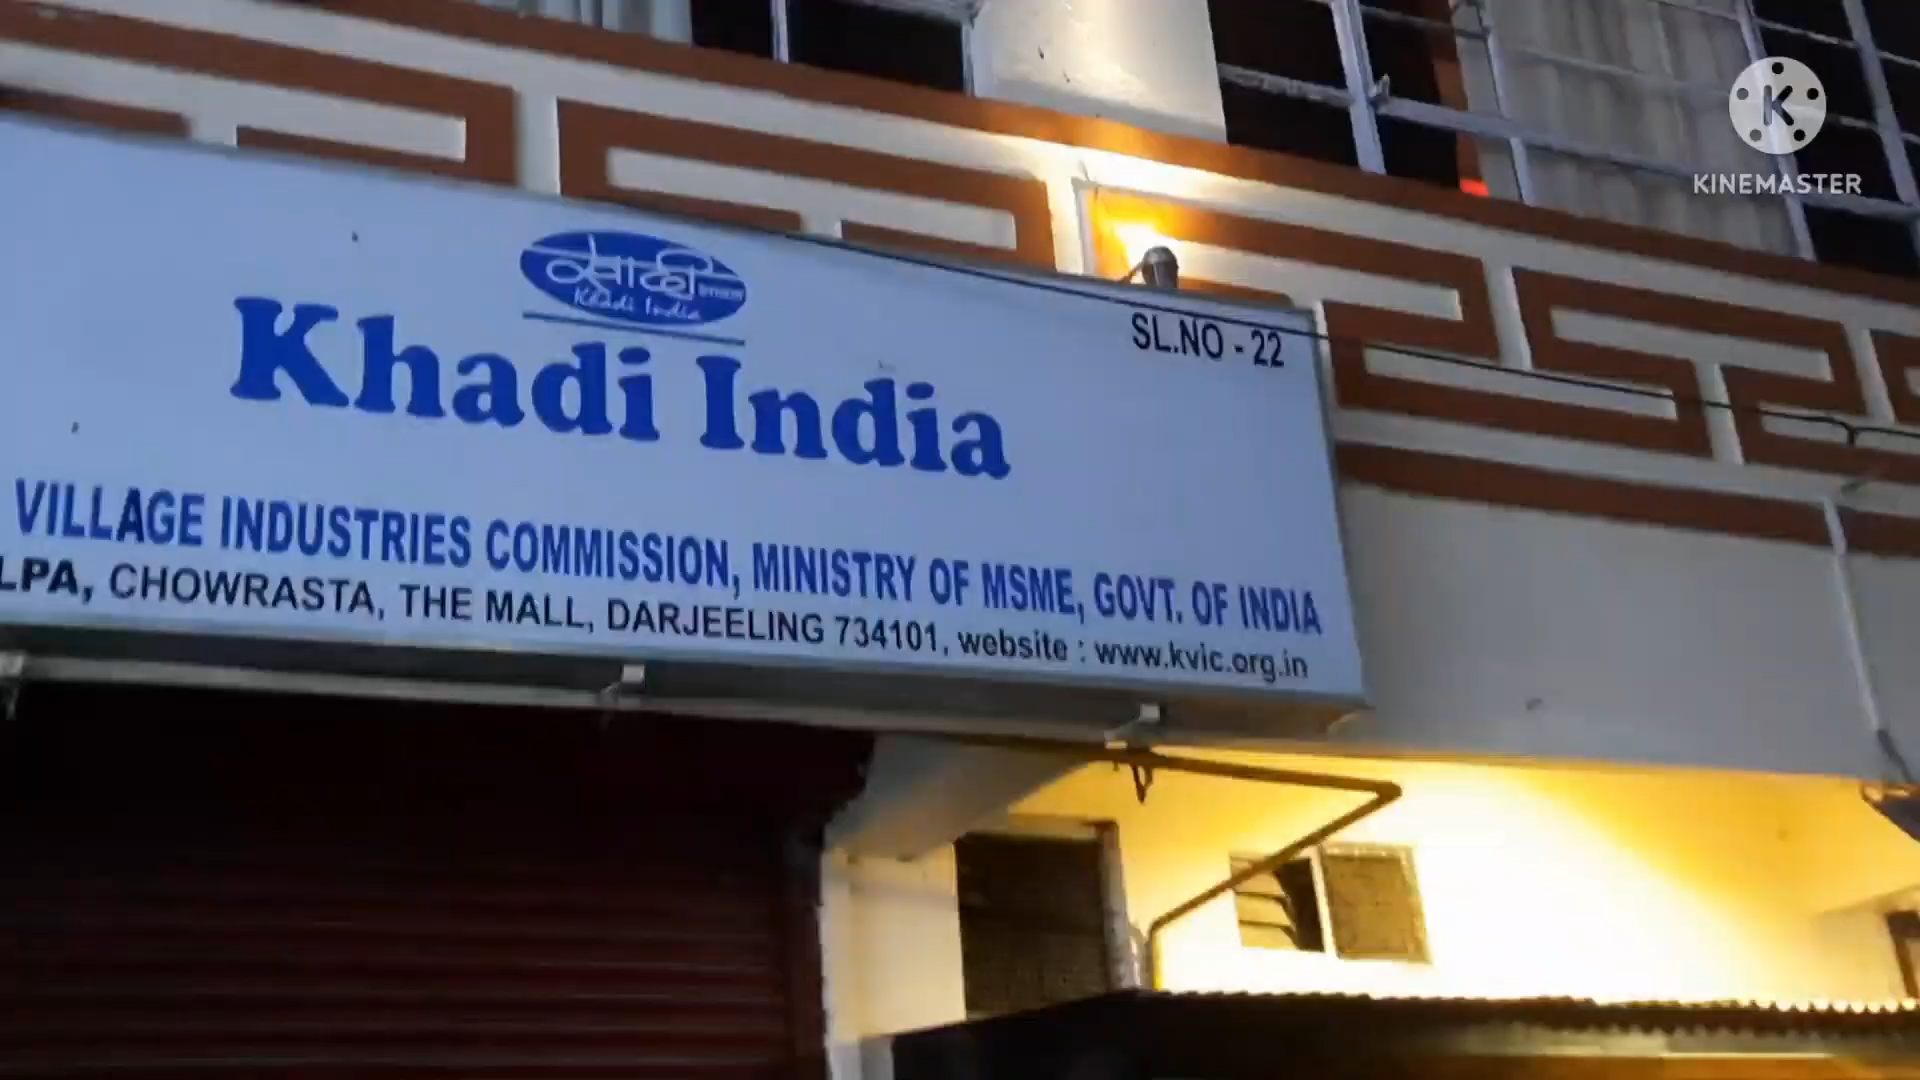 KINEMASTER
खादी
Khadi India
SL.NO - 22
Khadi India
VILLAGE INDUSTRIES COMMISSION, MINISTRY OF MSME, GOVT. OF INDIA
LPA, CHOWRASTA, THE MALL, DARJEELING 734101, website : www.kvic.org.in